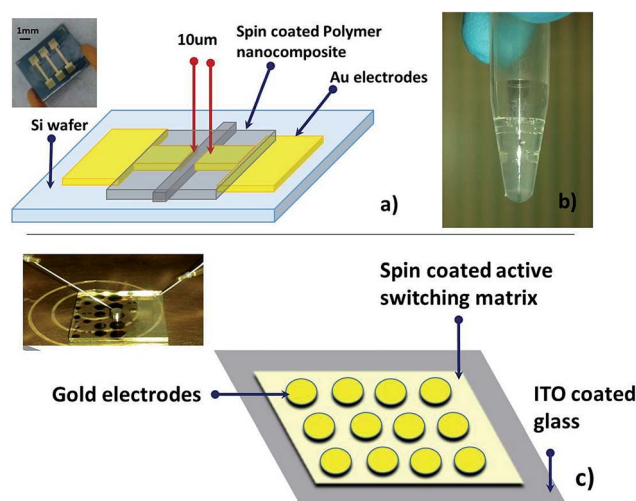 1mm
10um
Spin coated Polymer
nanocomposite
Au electrodes
Si wafer
a)
b)
Spin coated active
switching matrix
Gold electrodes
ITO coated
glass
c)